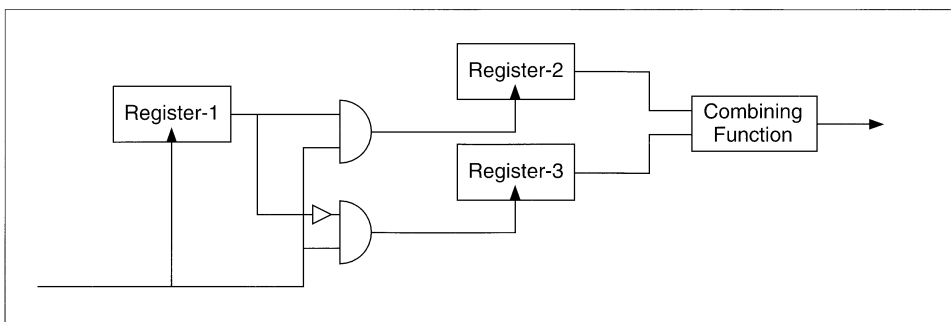 Register-1
Register-2
Register-3
Combining
Function